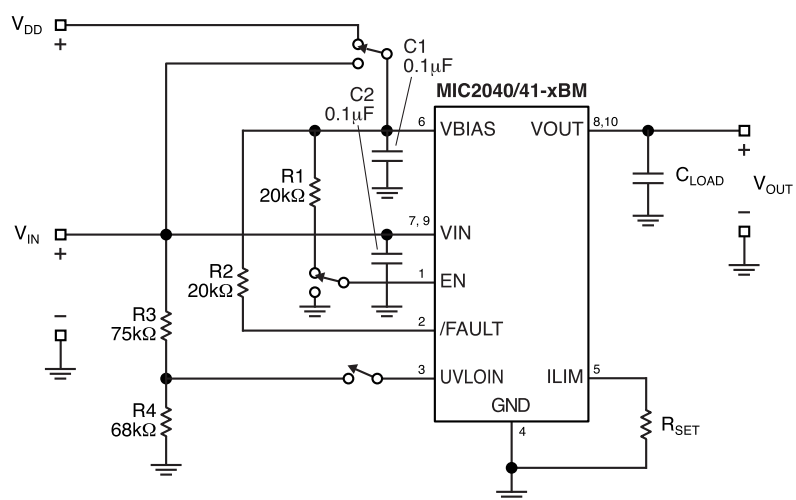 VDD
+
C1
0.1µF
C2
0.1µF
MIC2040/41-xBM
6
VBIAS
VOUT
8,10
+
R1
20kΩ
CLOAD
VOUT
VIN
+
7, 9
VIN
−
R2
20kΩ
1
EN
−
R3
75kΩ
2
/FAULT
3
UVLOIN
ILIM
5
R4
68kΩ
GND
4
RSET